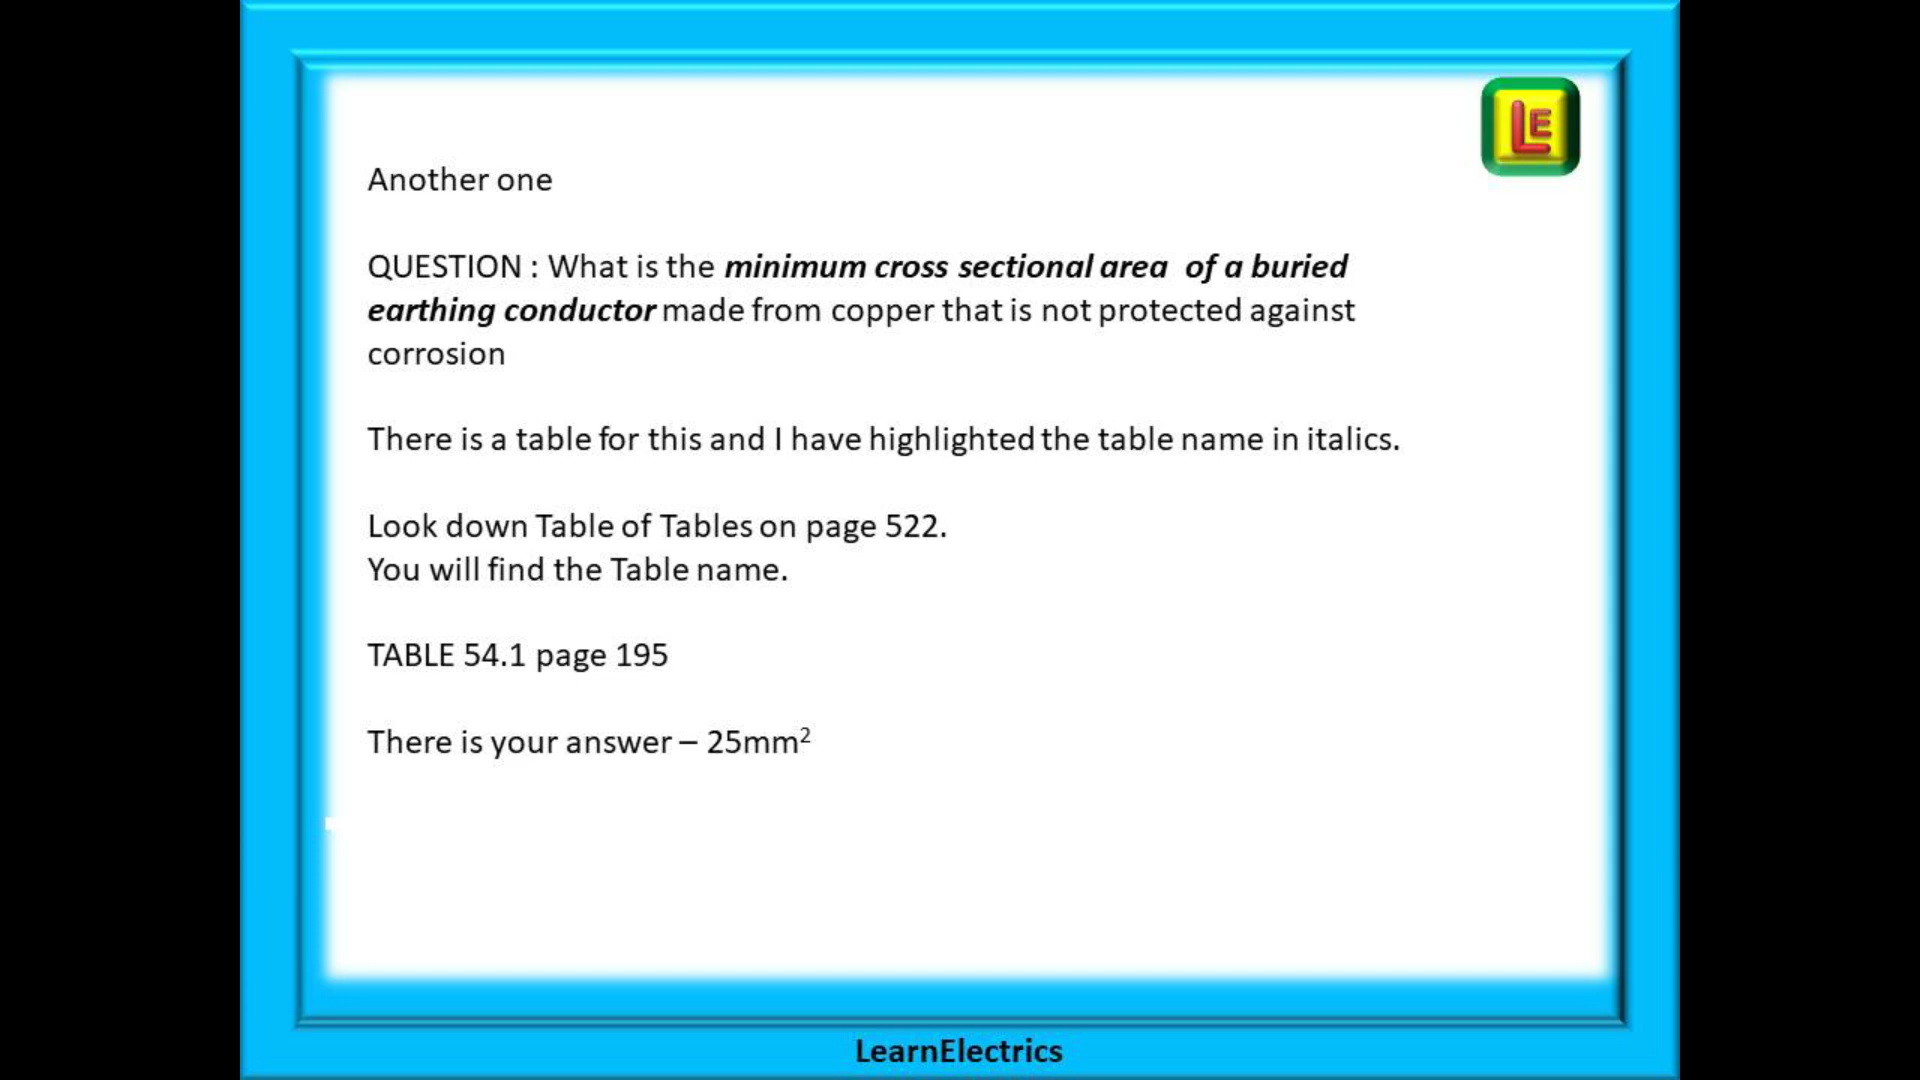 LE
Another one
QUESTION : What is the minimum cross sectional area of a buried
earthing conductor made from copper that is not protected against
corrosion
There is a table for this and I have highlighted the table name in italics.
Look down Table of Tables on page 522.
You will find the Table name.
TABLE 54.1 page 195
There is your answer – 25mm²
LearnElectrics